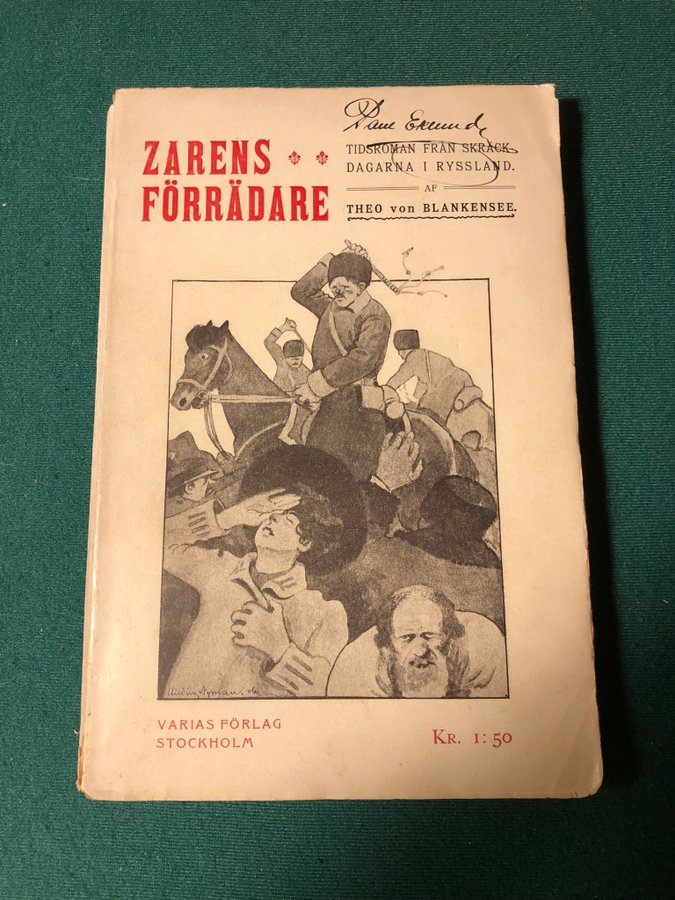 ZARENS
FÖRRÄDARE
TIDSROMAN FRÅN SKRÄCK-
DAGARNA I RYSSLAND.
AF
THEO von BLANKENSEE.
VARIAS FÖRLAG
STOCKHOLM
KR. 1: 50